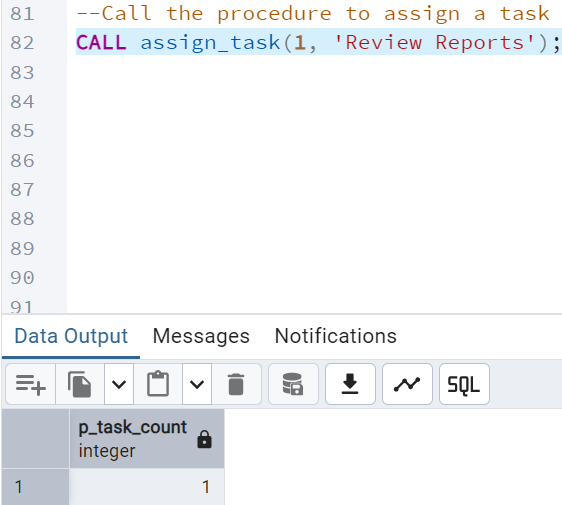 81 --Call the procedure to assign a task
82 CALL assign_task(1, 'Review Reports');
83
84
85
86
87
88
89
90
91
Data Output Messages Notifications
SQL
p_task_count
integer
1 1